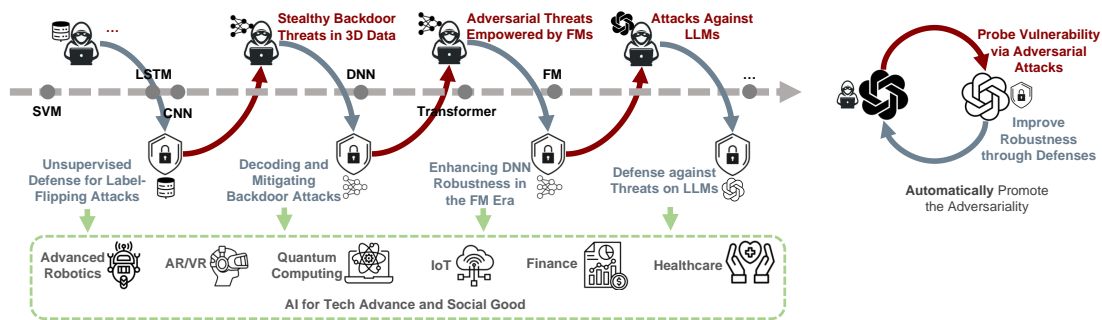 ...
Stealthy Backdoor
Threats in 3D Data
Adversarial Threats
Empowered by FMs
Attacks Against
LLMs
SVM
LSTM
CNN
DNN
Transformer
FM
...
Unsupervised
Defense for Label-
Flipping Attacks
Decoding and
Mitigating
Backdoor Attacks
Enhancing DNN
Robustness in
the FM Era
Defense against
Threats on LLMs
Advanced
Robotics
AR/VR
Quantum
Computing
IoT
Finance
Healthcare
AI for Tech Advance and Social Good
Probe Vulnerability
via Adversarial
Attacks
Improve
Robustness
through Defenses
Automatically Promote
the Adversariality